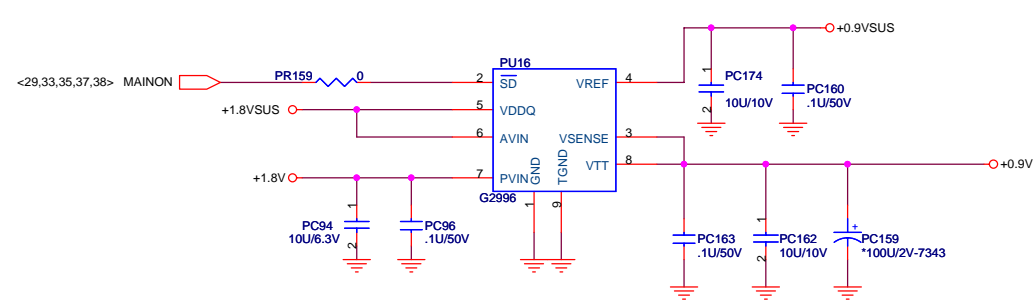 +0.9VSUS
PU16
<29,33,35,37,38> MAINON
PR159 0
2 SD VREF 4
PC174
10U/10V
1
2
PC160
.1U/50V
+1.8VSUS
5 VDDQ
6 AVIN VSENSE 3
VTT 8
+0.9V
+1.8V
7 PVIN
GND
TGND
G2996
1
9
PC94
10U/6.3V
1
2
PC96
.1U/50V
PC163
.1U/50V
1
2
PC162
10U/10V
+
PC159
*100U/2V-7343